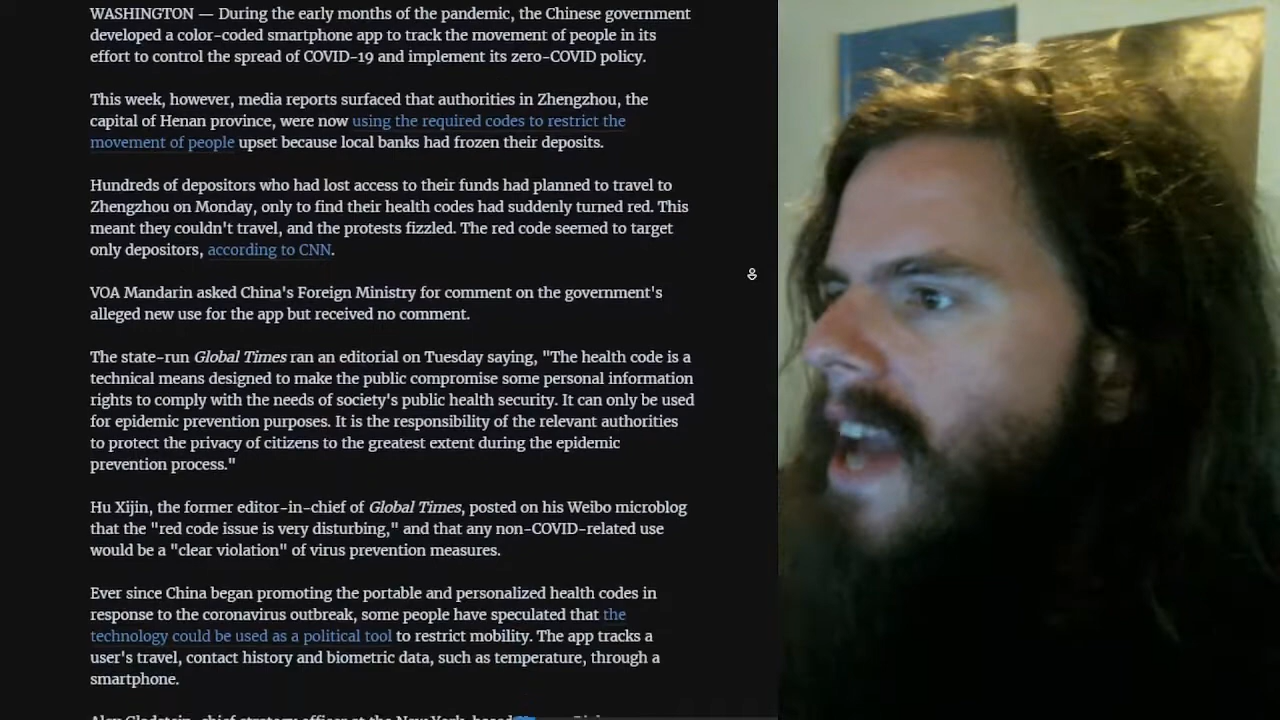 WASHINGTON — During the early months of the pandemic, the Chinese government
developed a color-coded smartphone app to track the movement of people in its
effort to control the spread of COVID-19 and implement its zero-COVID policy.
This week, however, media reports surfaced that authorities in Zhengzhou, the
capital of Henan province, were now using the required codes to restrict the
movement of people upset because local banks had frozen their deposits.
Hundreds of depositors who had lost access to their funds had planned to travel to
Zhengzhou on Monday, only to find their health codes had suddenly turned red. This
meant they couldn't travel, and the protests fizzled. The red code seemed to target
only depositors, according to CNN.
VOA Mandarin asked China's Foreign Ministry for comment on the government's
alleged new use for the app but received no comment.
The state-run Global Times ran an editorial on Tuesday saying, "The health code is a
technical means designed to make the public compromise some personal information
rights to comply with the needs of society's public health security. It can only be used
for epidemic prevention purposes. It is the responsibility of the relevant authorities
to protect the privacy of citizens to the greatest extent during the epidemic
prevention process."
Hu Xijin, the former editor-in-chief of Global Times, posted on his Weibo microblog
that the "red code issue is very disturbing," and that any non-COVID-related use
would be a "clear violation" of virus prevention measures.
Ever since China began promoting the portable and personalized health codes in
response to the coronavirus outbreak, some people have speculated that the
technology could be used as a political tool to restrict mobility. The app tracks a
user's travel, contact history and biometric data, such as temperature, through a
smartphone.